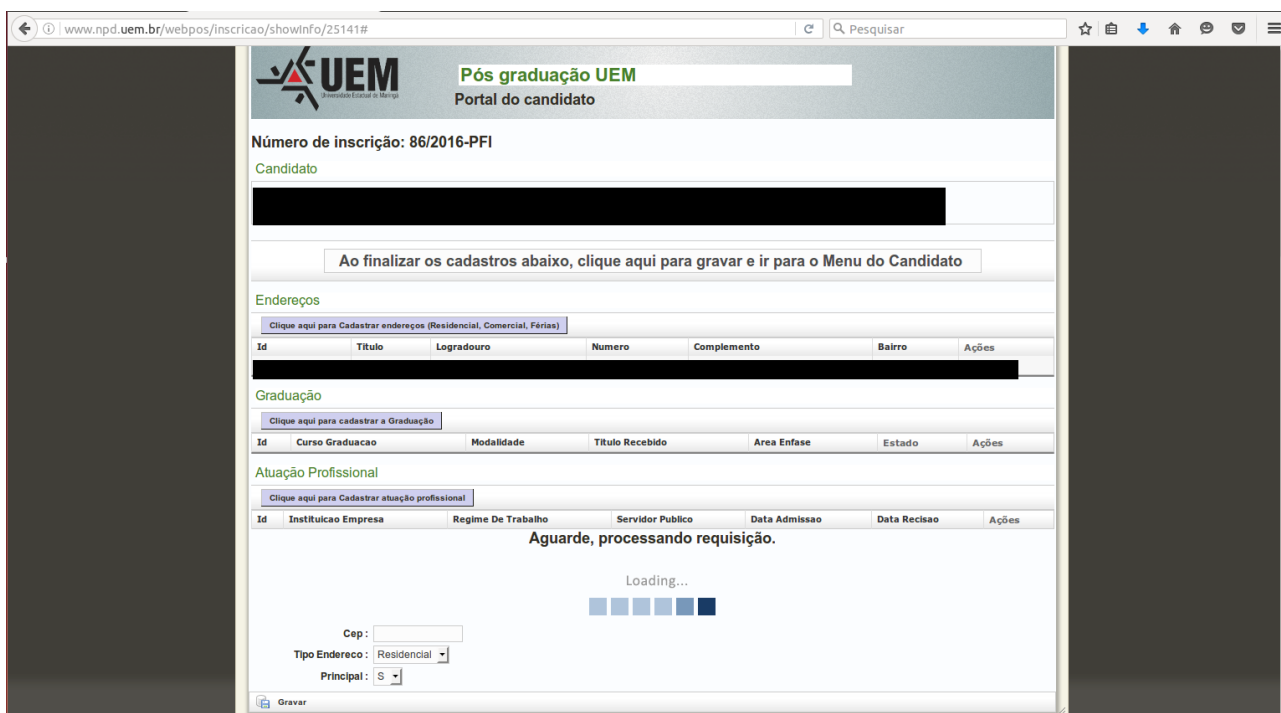 www.npd.uem.br/webpos/inscricao/showInfo/25141#
Pesquisar
UEM
Universidade Estadual de Maringá
Pós graduação UEM
Portal do candidato
Número de inscrição: 86/2016-PFI
Candidato
Ao finalizar os cadastros abaixo, clique aqui para gravar e ir para o Menu do Candidato
Endereços
Clique aqui para Cadastrar endereços (Residencial, Comercial, Férias)
Id Titulo Logradouro Numero Complemento Bairro Ações
Graduação
Clique aqui para cadastrar a Graduação
Id Curso Graduacao Modalidade Titulo Recebido Area Enfase Estado Ações
Atuação Profissional
Clique aqui para Cadastrar atuação profissional
Id Instituicao Empresa Regime De Trabalho Servidor Publico Data Admissao Data Recisao Ações
Aguarde, processando requisição.
Loading...
Cep :
Tipo Endereco : Residencial
Principal : S
Gravar